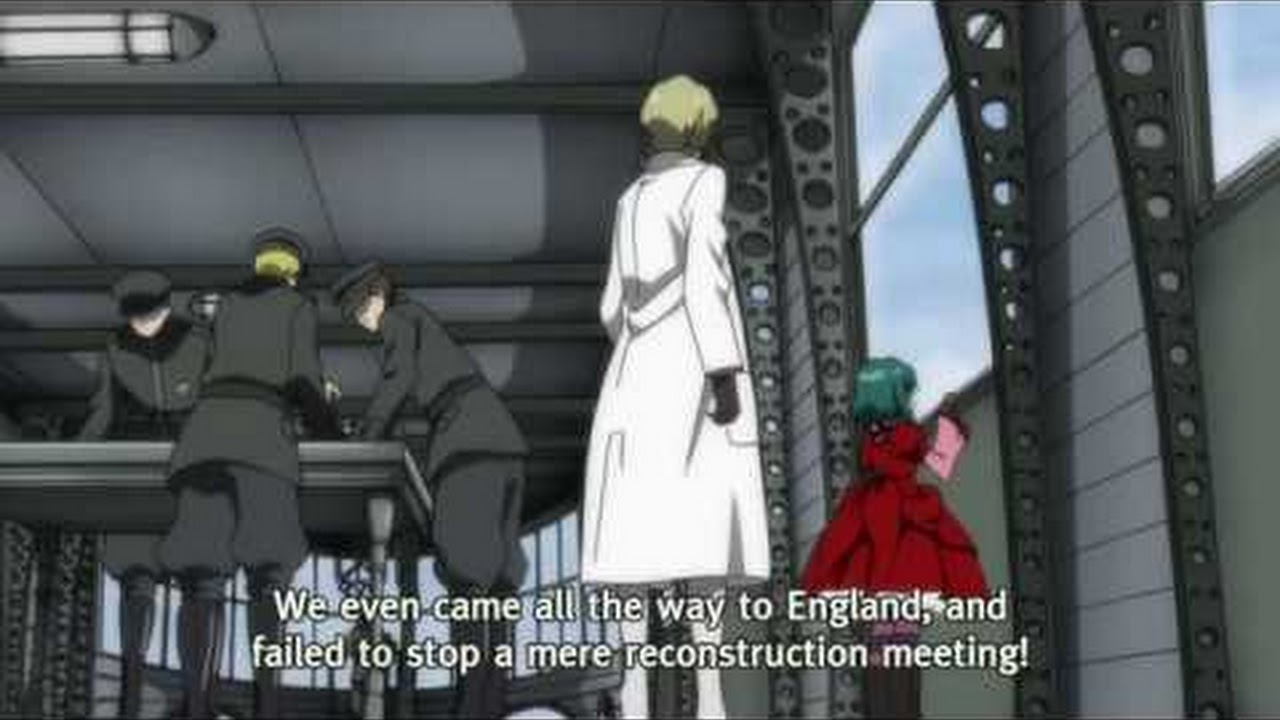 We even came all the way to England, and
failed to stop a mere reconstruction meeting!